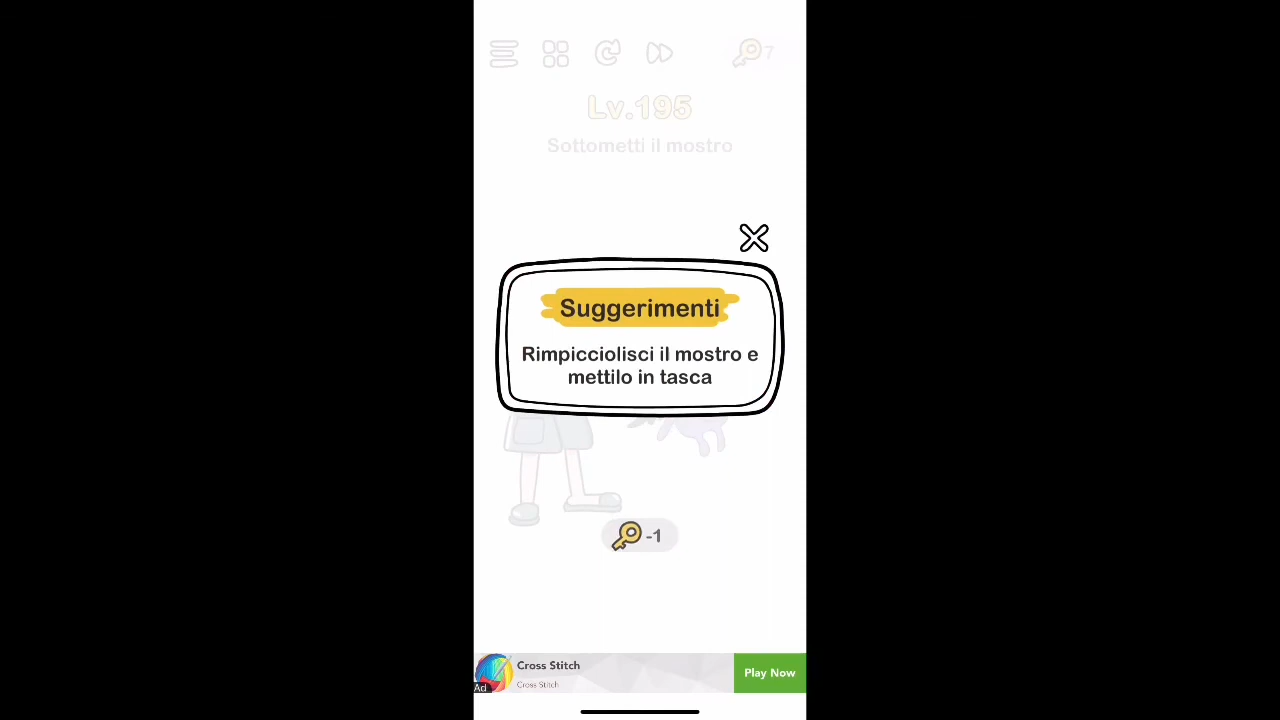 7
Lv.195
Sottometti il mostro
Suggerimenti
Rimpicciolisci il mostro e
mettilo in tasca
-1
Cross Stitch
Cross Stitch
Ad
Play Now